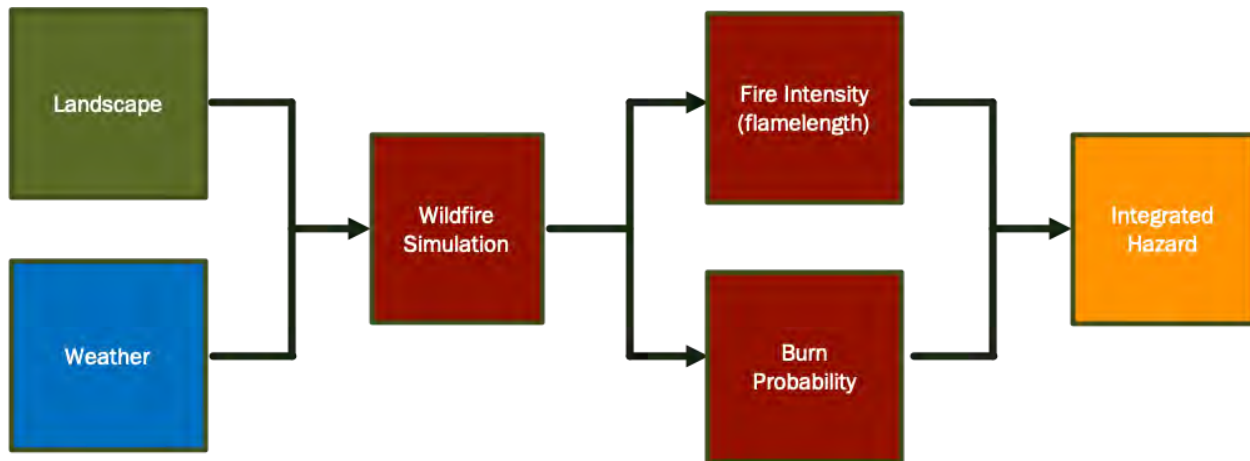 Landscape
Weather
Wildfire
Simulation
Fire Intensity
(flamelength)
Burn
Probability
Integrated
Hazard